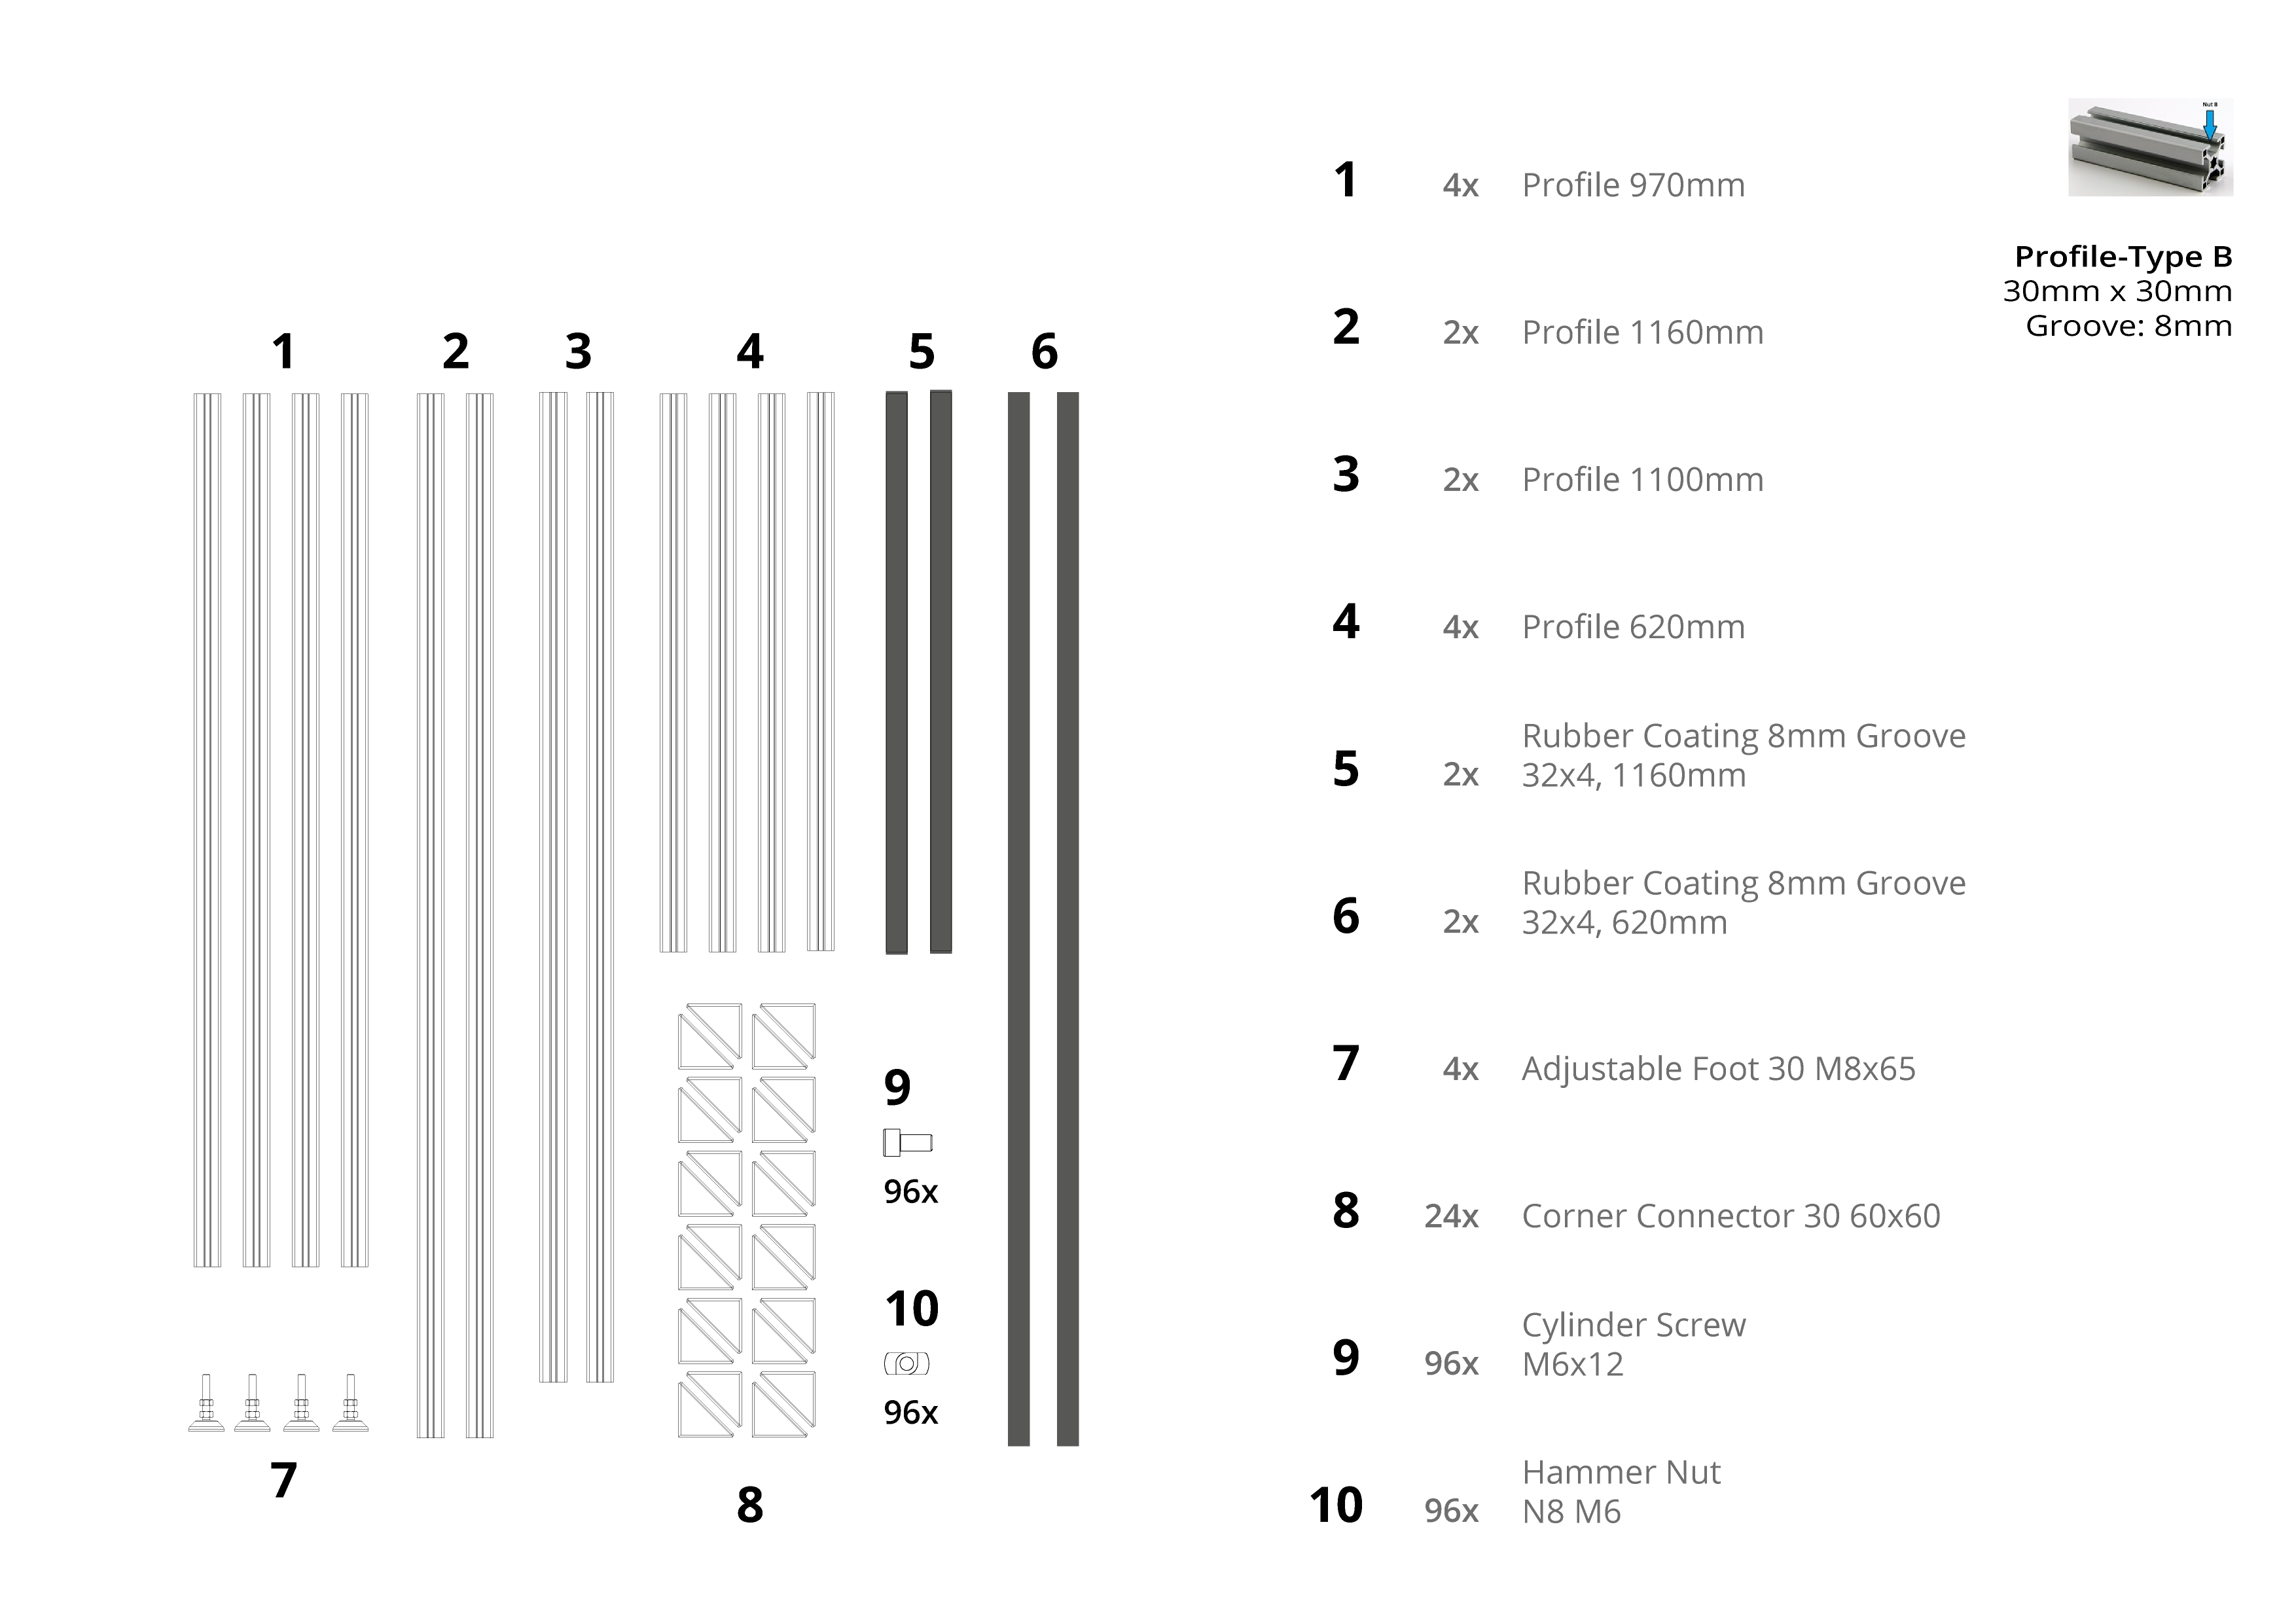 1 2 3 4 5 6
9
96x
10
96x
7
8
1 4x Profile 970mm
2 2x Profile 1160mm
3 2x Profile 1100mm
4 4x Profile 620mm
Rubber Coating 8mm Groove
5 2x 32x4, 1160mm
Rubber Coating 8mm Groove
6 2x 32x4, 620mm
7 4x Adjustable Foot 30 M8x65
8 24x Corner Connector 30 60x60
Cylinder Screw
9 96x M6x12
Hammer Nut
10 96x N8 M6
Nut B
Profile-Type B
30mm x 30mm
Groove: 8mm